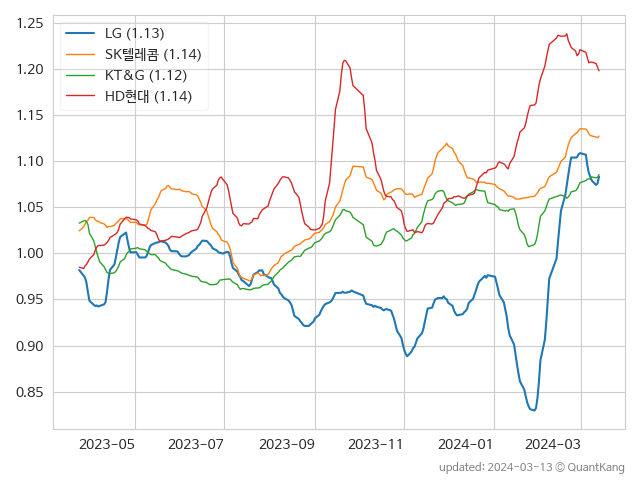 LG (1.13)
SK텔레콤 (1.14)
KT&G (1.12)
HD현대 (1.14)
1.25
1.20
1.15
1.10
1.05
1.00
0.95
0.90
0.85
2023-05 2023-07 2023-09 2023-11 2024-01 2024-03
updated: 2024-03-13 © QuantKang